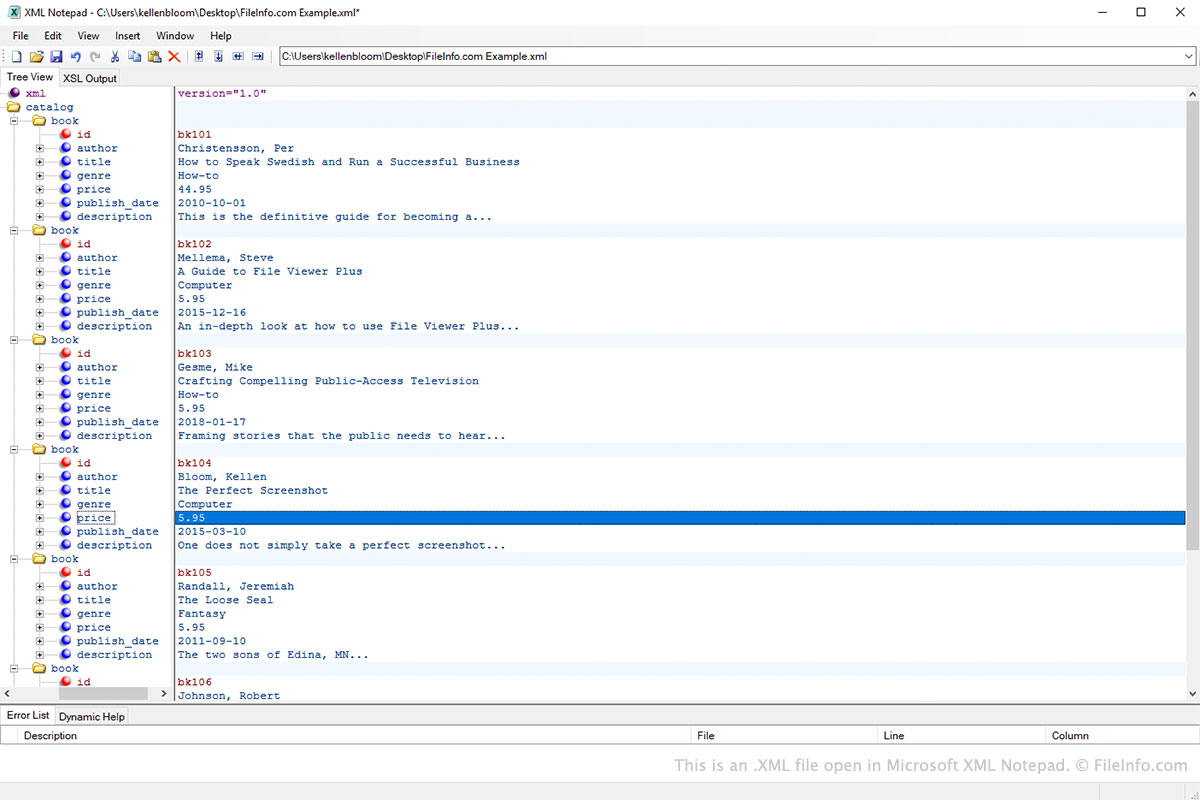 XML Notepad - C:\Users\kellenbloom\Desktop\FileInfo.com Example.xml*
File Edit View Insert Window Help
C:\Users\kellenbloom\Desktop\FileInfo.com Example.xml
Tree View XSL Output
xml version="1.0"
catalog
book
id bk101
author Christensson, Per
title How to Speak Swedish and Run a Successful Business
genre How-to
price 44.95
publish_date 2010-10-01
description This is the definitive guide for becoming a...
book
id bk102
author Mellema, Steve
title A Guide to File Viewer Plus
genre Computer
price 5.95
publish_date 2015-12-16
description An in-depth look at how to use File Viewer Plus...
book
id bk103
author Gesme, Mike
title Crafting Compelling Public-Access Television
genre How-to
price 5.95
publish_date 2018-01-17
description Framing stories that the public needs to hear...
book
id bk104
author Bloom, Kellen
title The Perfect Screenshot
genre Computer
price 5.95
publish_date 2015-03-10
description One does not simply take a perfect screenshot...
book
id bk105
author Randall, Jeremiah
title The Loose Seal
genre Fantasy
price 5.95
publish_date 2011-09-10
description The two sons of Edina, MN...
book
id bk106
Johnson, Robert
Error List Dynamic Help
Description File Line Column
This is an .XML file open in Microsoft XML Notepad. © FileInfo.com